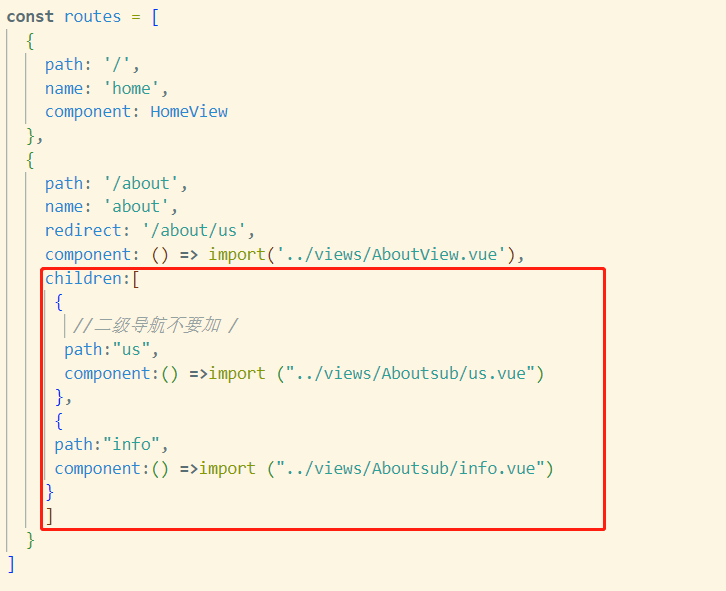 const routes = [
  {
    path: '/',
    name: 'home',
    component: HomeView
  },
  {
    path: '/about',
    name: 'about',
    redirect: '/about/us',
    component: () => import('../views/AboutView.vue'),
    children:[
     {
       //二级导航不要加 /
      path:"us",
      component:() =>import ("../views/Aboutsub/us.vue")
     },
     {
     path:"info",
     component:() =>import ("../views/Aboutsub/info.vue")
    }
    ]
  }
]